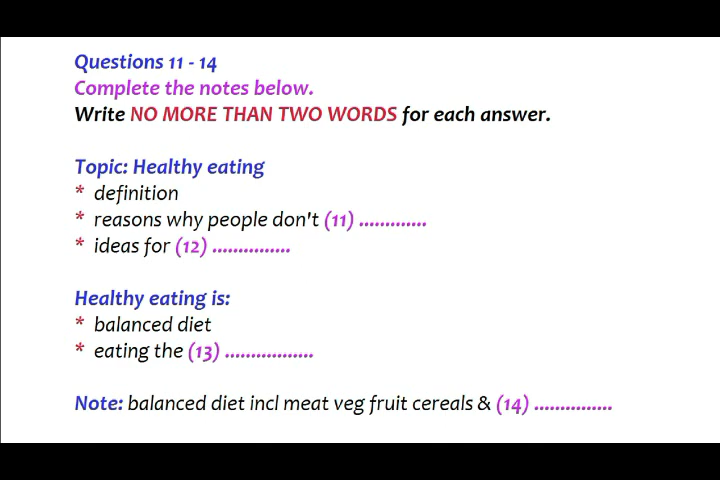 Questions 11 - 14
Complete the notes below.
Write NO MORE THAN TWO WORDS for each answer.
Topic: Healthy eating
* definition
* reasons why people don't (11) .............
* ideas for (12) ...............
Healthy eating is:
* balanced diet
* eating the (13) .................
Note: balanced diet incl meat veg fruit cereals & (14) ...............